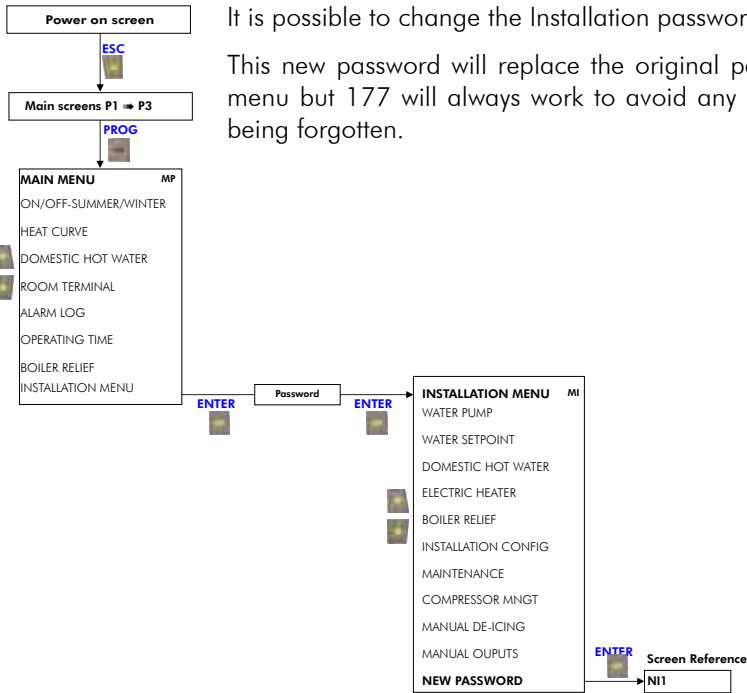 Power on screen
It is possible to change the Installation passwor
ESC
This new password will replace the original
menu but 177 will always work to avoid any
being forgotten.
Main screens P1 ➠ P3
PROG
MAIN MENU MP
ON/OFF-SUMMER/WINTER
HEAT CURVE
DOMESTIC HOT WATER
ROOM TERMINAL
ALARM LOG
OPERATING TIME
BOILER RELIEF
INSTALLATION MENU
ENTER
Password
ENTER
INSTALLATION MENU MI
WATER PUMP
WATER SETPOINT
DOMESTIC HOT WATER
ELECTRIC HEATER
BOILER RELIEF
INSTALLATION CONFIG
MAINTENANCE
COMPRESSOR MNGT
MANUAL DE-ICING
MANUAL OUPUTS
NEW PASSWORD
ENTER
Screen Reference
NI1